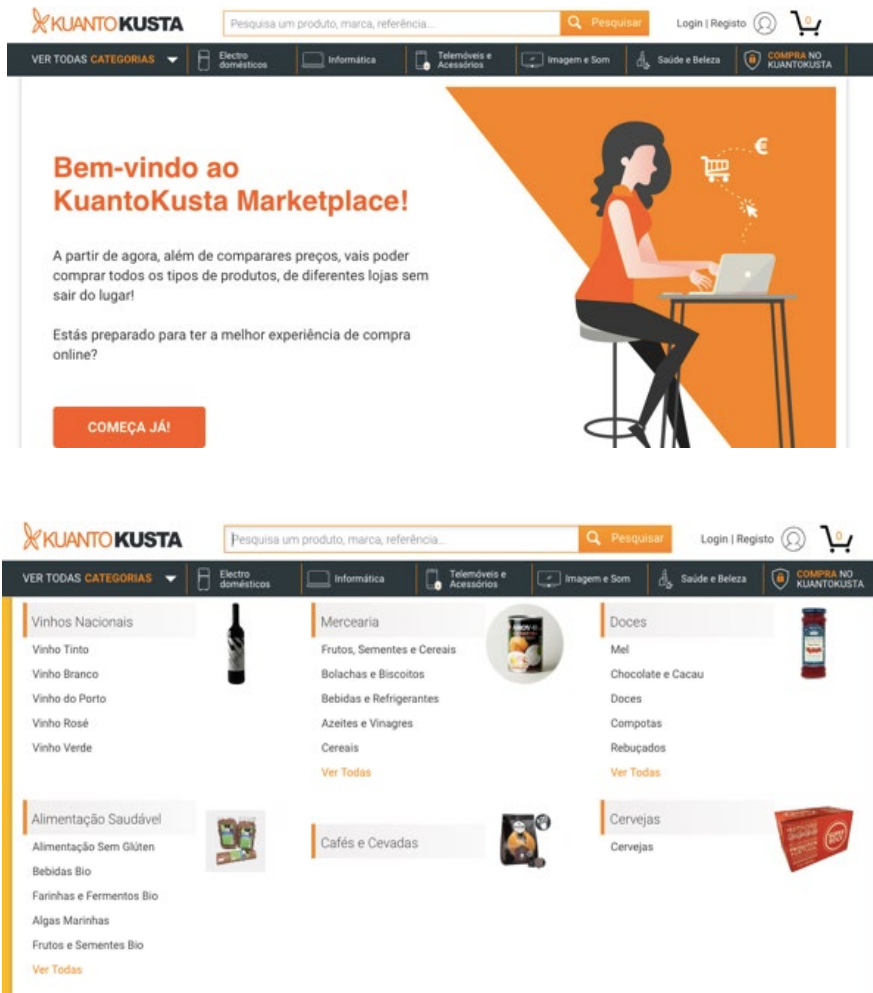 KUANTOKUSTA
Pesquisa um produto, marca, referência...
Pesquisar
Login | Registo
0
VER TODAS CATEGORIAS
Electro
domésticos
Informática
Telemóveis e
Acessórios
Imagem e Som
Saúde e Beleza
COMPRA NO
KUANTOKUSTA
Bem-vindo ao
KuantoKusta Marketplace!
€
A partir de agora, além de comparares preços, vais poder
comprar todos os tipos de produtos, de diferentes lojas sem
sair do lugar!
Estás preparado para ter a melhor experiência de compra
online?
COMEÇA JÁ!
KUANTOKUSTA
Pesquisa um produto, marca, referência...
Pesquisar
Login | Registo
0
VER TODAS CATEGORIAS
Electro
domésticos
Informática
Telemóveis e
Acessórios
Imagem e Som
Saúde e Beleza
COMPRA NO
KUANTOKUSTA
Vinhos Nacionais
Vinho Tinto
Vinho Branco
Vinho do Porto
Vinho Rosé
Vinho Verde
Mercearia
Frutos, Sementes e Cereais
Bolachas e Biscoitos
Bebidas e Refrigerantes
Azeites e Vinagres
Cereais
Ver Todas
Doces
Mel
Chocolate e Cacau
Doces
Compotas
Rebuçados
Ver Todas
Alimentação Saudável
Alimentação Sem Glúten
Bebidas Bio
Farinhas e Fermentos Bio
Algas Marinhas
Frutos e Sementes Bio
Ver Todas
Cafés e Cevadas
Cervejas
Cervejas
SUPER
BOCK